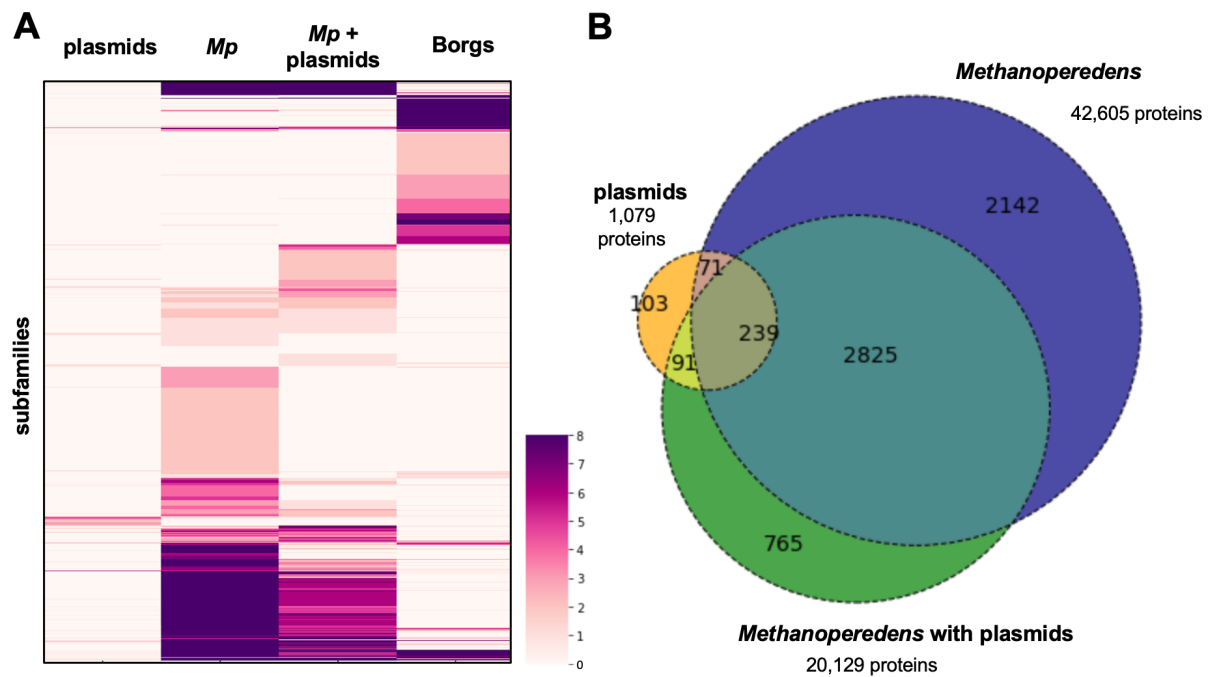 A
plasmids
Mp
Mp +
plasmids
Borgs
subfamilies
8
7
6
5
4
3
2
1
0
B
Methanoperedens
42,605 proteins
plasmids
1,079
proteins
2142
71
103
239
91
2825
765
Methanoperedens with plasmids
20,129 proteins